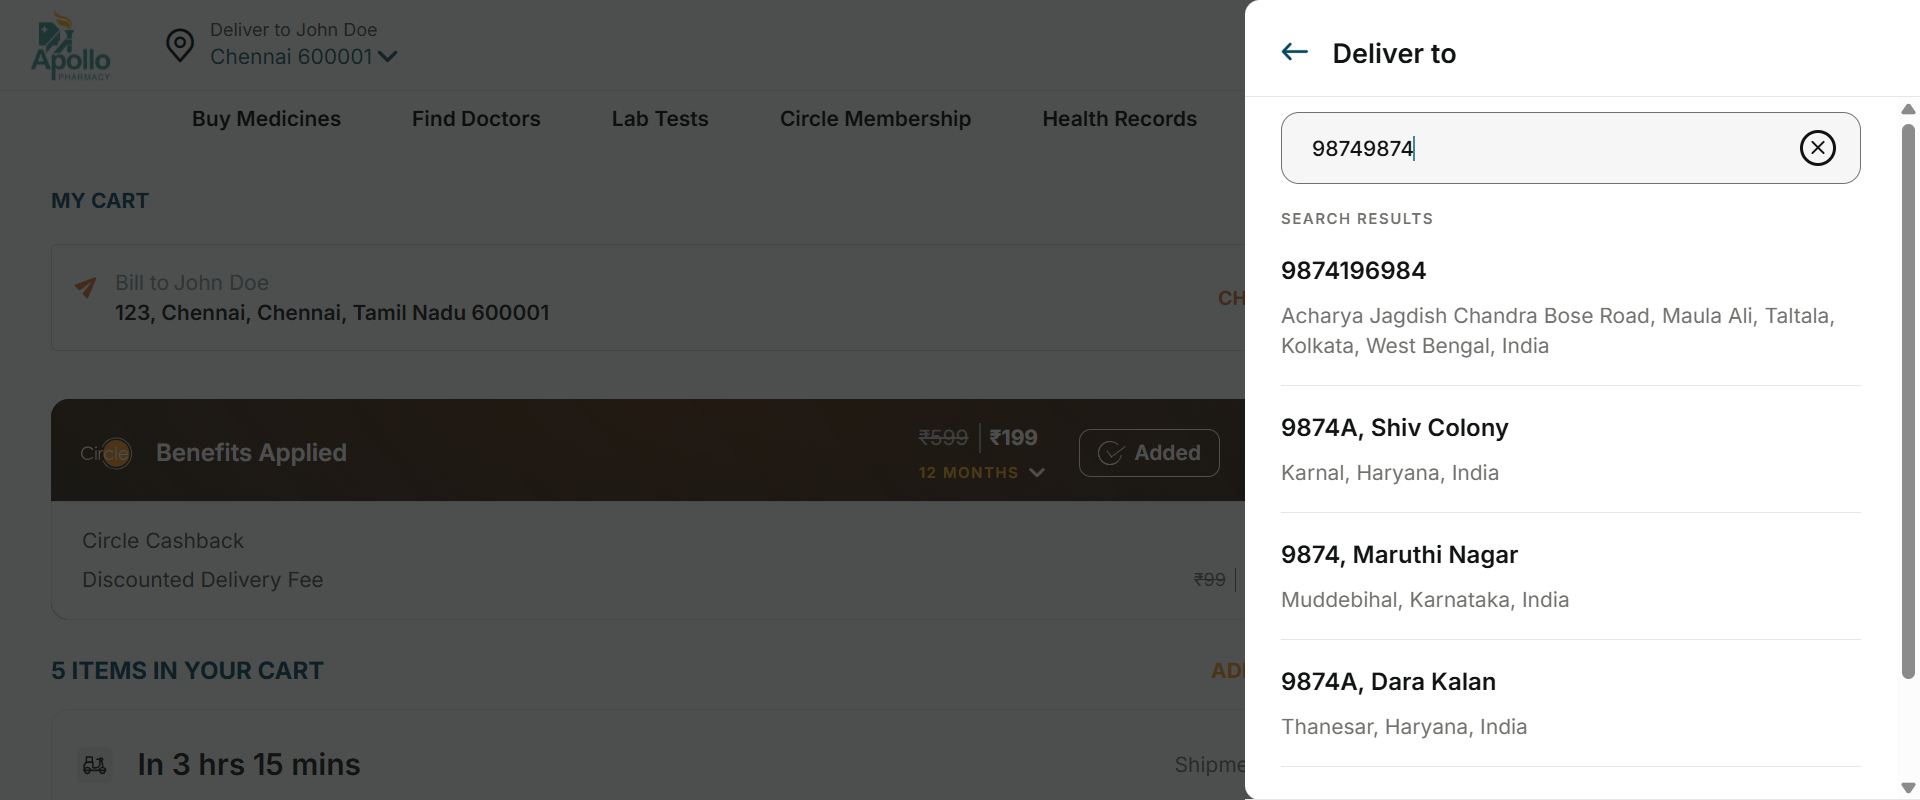 Apollo
PHARMACY
Deliver to John Doe
Chennai 600001
Buy Medicines
Find Doctors
Lab Tests
Circle Membership
Health Records
MY CART
Bill to John Doe
123, Chennai, Chennai, Tamil Nadu 600001
CH
Circle
Benefits Applied
₹599 ₹199
12 MONTHS
Added
Circle Cashback
Discounted Delivery Fee
₹99
5 ITEMS IN YOUR CART
ADD
In 3 hrs 15 mins
Shipme
Deliver to
98749874
SEARCH RESULTS
9874196984
Acharya Jagdish Chandra Bose Road, Maula Ali, Taltala,
Kolkata, West Bengal, India
9874A, Shiv Colony
Karnal, Haryana, India
9874, Maruthi Nagar
Muddebihal, Karnataka, India
9874A, Dara Kalan
Thanesar, Haryana, India